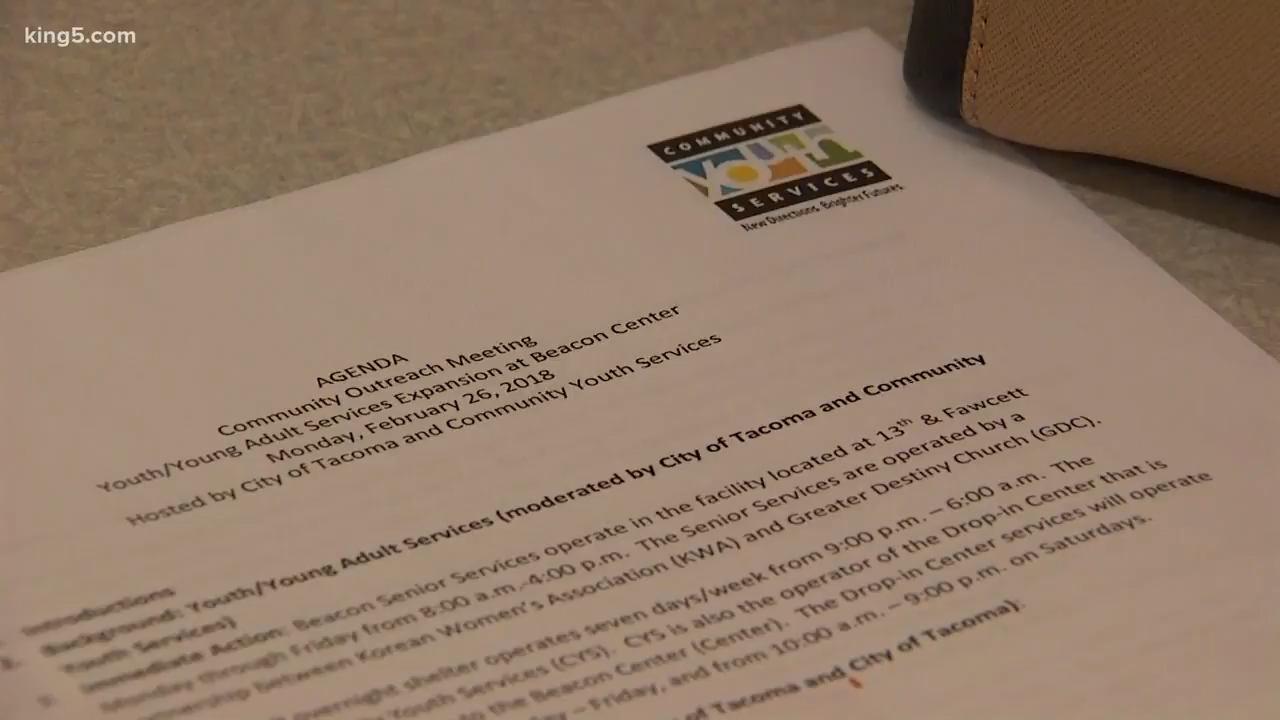 king5.com
COMMUNITY
YOUTH
SERVICES
New Directions. Brighter Futures
AGENDA
Community Outreach Meeting
Youth/Young Adult Services Expansion at Beacon Center
Monday, February 26, 2018
Hosted by City of Tacoma and Community Youth Services
Introductions
Background: Youth/Young Adult Services (moderated by City of Tacoma and Community
Youth Services)
Immediate Action: Beacon Senior Services operate in the facility located at 13th & Fawcett
Monday through Friday from 8:00 a.m.-4:00 p.m. The Senior Services are operated by a
partnership between Korean Women's Association (KWA) and Greater Destiny Church (GDC).
overnight shelter operates seven days/week from 9:00 p.m. – 6:00 a.m. The
Youth Services (CYS). CYS is also the operator of the Drop-in Center that is
to the Beacon Center (Center). The Drop-in Center services will operate
– Friday, and from 10:00 a.m. – 9:00 p.m. on Saturdays.
of Tacoma and City of Tacoma):